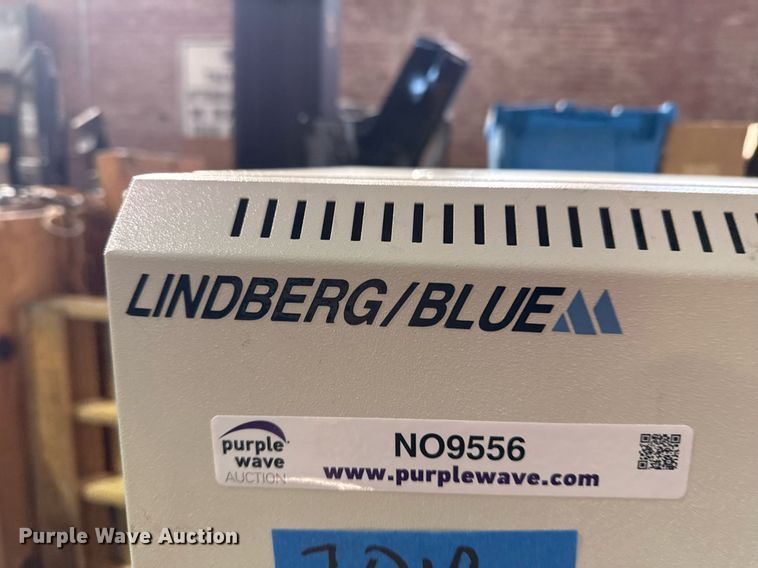 LINDBERG/BLUE M
purple
wave
AUCTION
NO9556
www.purplewave.com
Purple Wave Auction